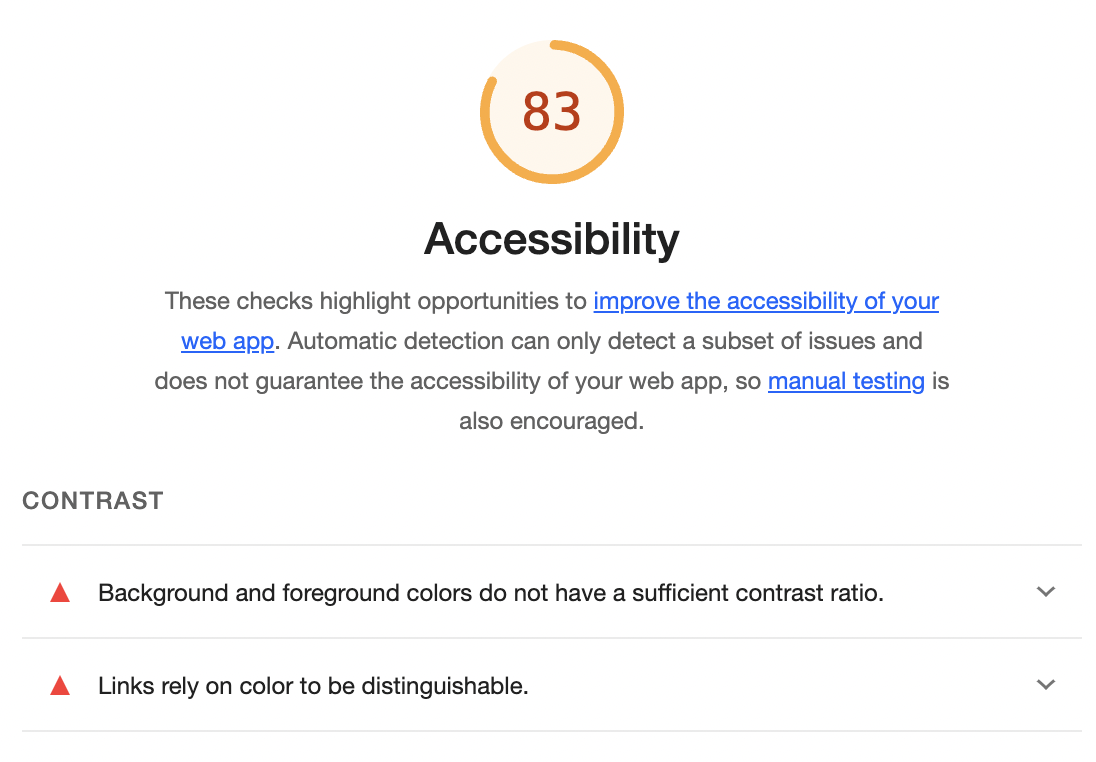 83
Accessibility
These checks highlight opportunities to improve the accessibility of your
web app. Automatic detection can only detect a subset of issues and
does not guarantee the accessibility of your web app, so manual testing is
also encouraged.
CONTRAST
Background and foreground colors do not have a sufficient contrast ratio.
Links rely on color to be distinguishable.